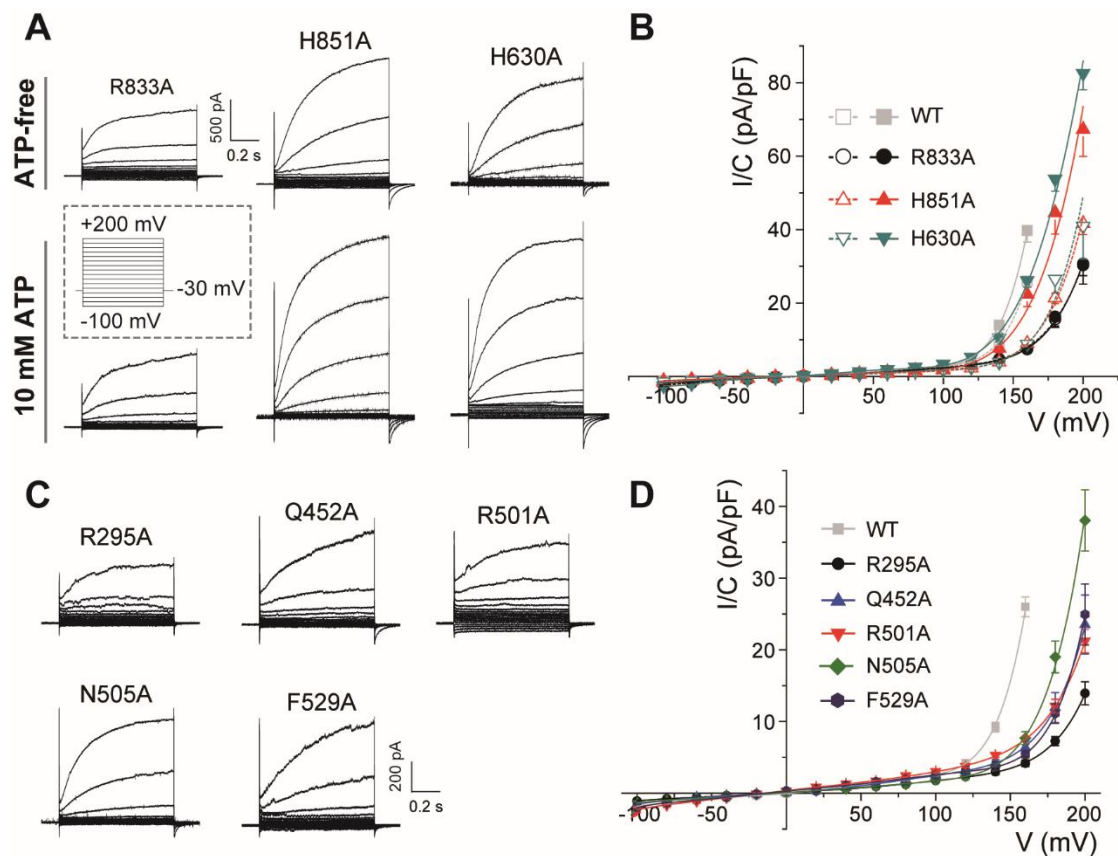 A
ATP-free
R833A
H851A
H630A
500 pA
0.2 s
10 mM ATP
+200 mV
-30 mV
-100 mV
B
I/C (pA/pF)
80
60
40
20
-100
-50
50
100
150
200
V (mV)
WT
R833A
H851A
H630A
C
R295A
Q452A
R501A
N505A
F529A
200 pA
0.2 s
D
I/C (pA/pF)
40
30
20
10
-100
-50
50
100
150
200
V (mV)
WT
R295A
Q452A
R501A
N505A
F529A